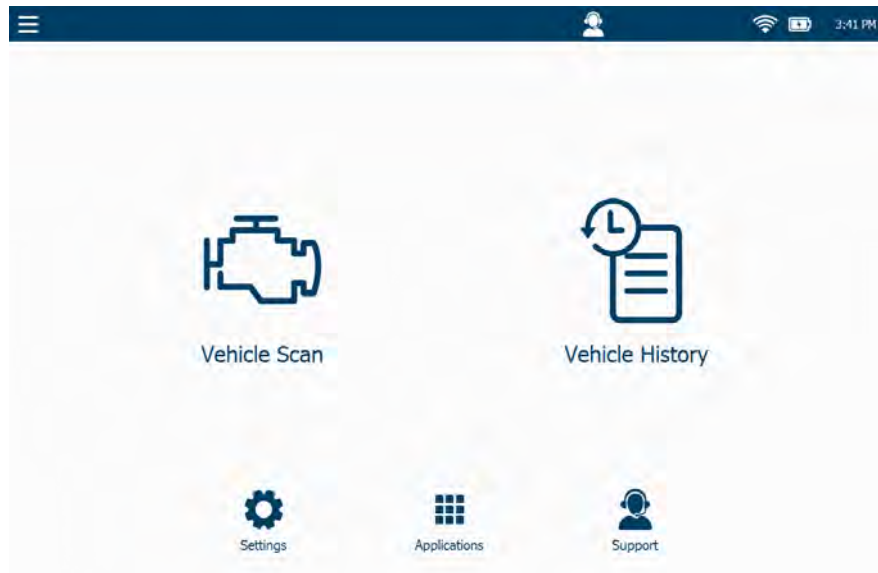 3:41 PM
Vehicle Scan
Vehicle History
Settings
Applications
Support